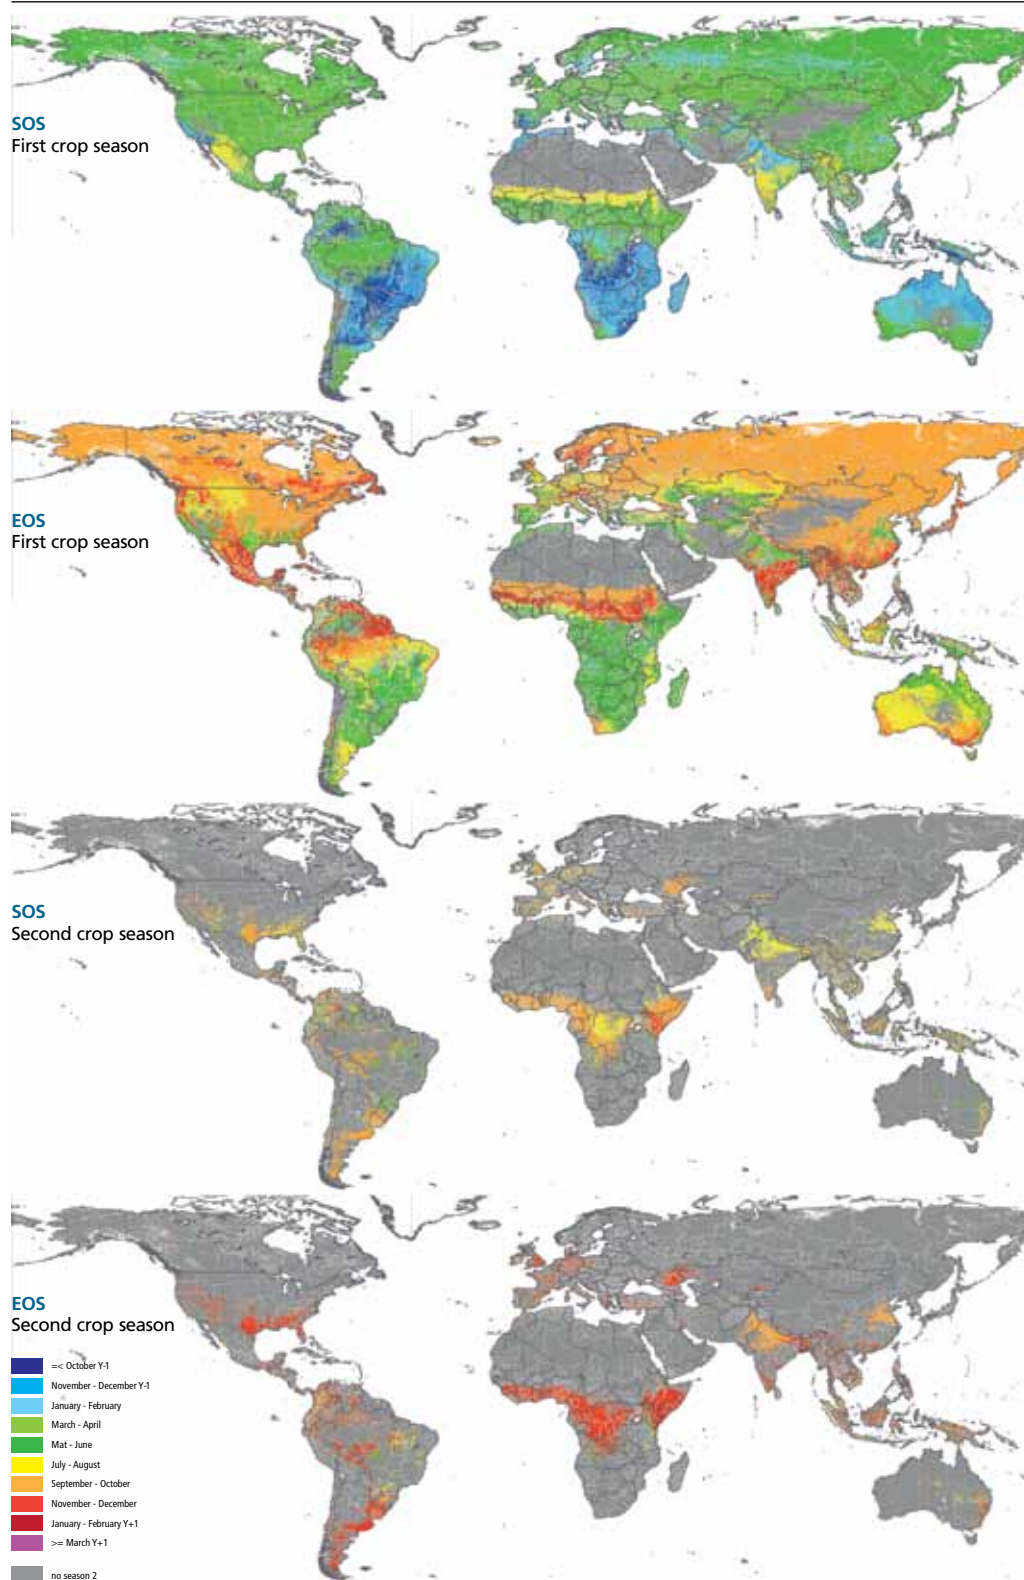 SOS
First crop season
EOS
First crop season
SOS
Second crop season
EOS
Second crop season
=< October Y-1
November - December Y-1
January - February
March - April
Mat - June
July - August
September - October
November - December
January - February Y+1
>= March Y+1
no season 2